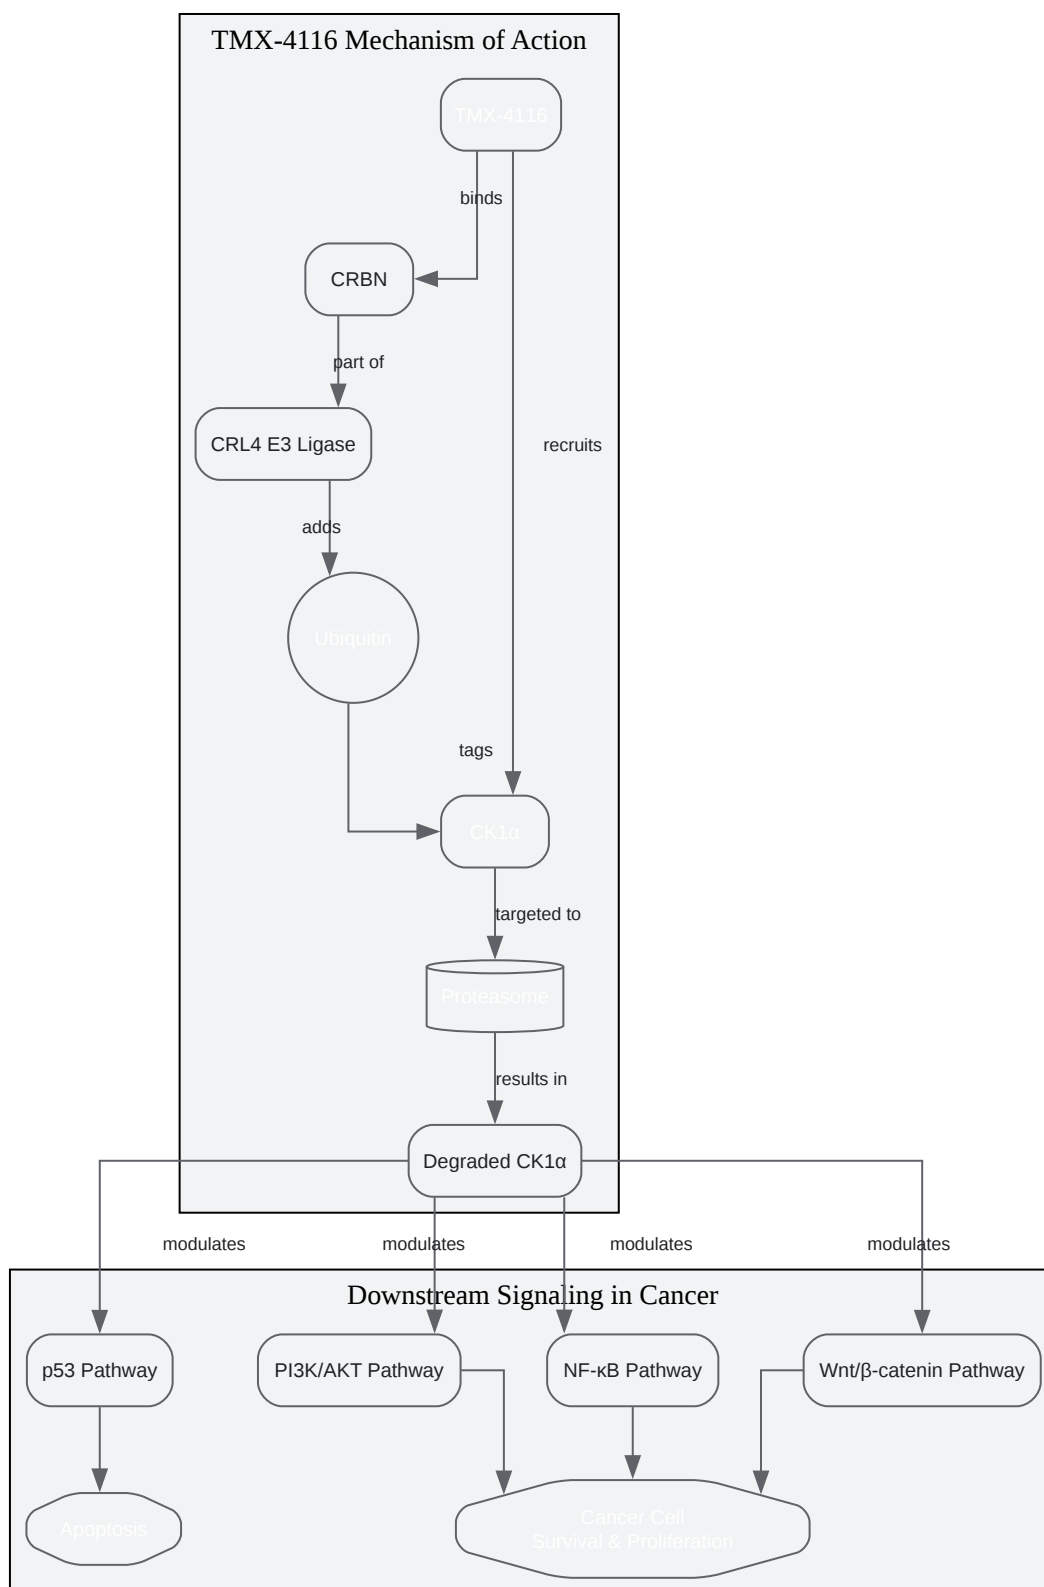 TMX-4116 Mechanism of Action
TMX-4116
binds
CRBN
part of
CRL4 E3 Ligase
recruits
adds
Ubiquitin
tags
CK1α
targeted to
Proteasome
results in
Degraded CK1α
modulates
modulates
modulates
modulates
Downstream Signaling in Cancer
p53 Pathway
PI3K/AKT Pathway
NF-κB Pathway
Wnt/β-catenin Pathway
Apoptosis
Cancer Cell
Survival & Proliferation